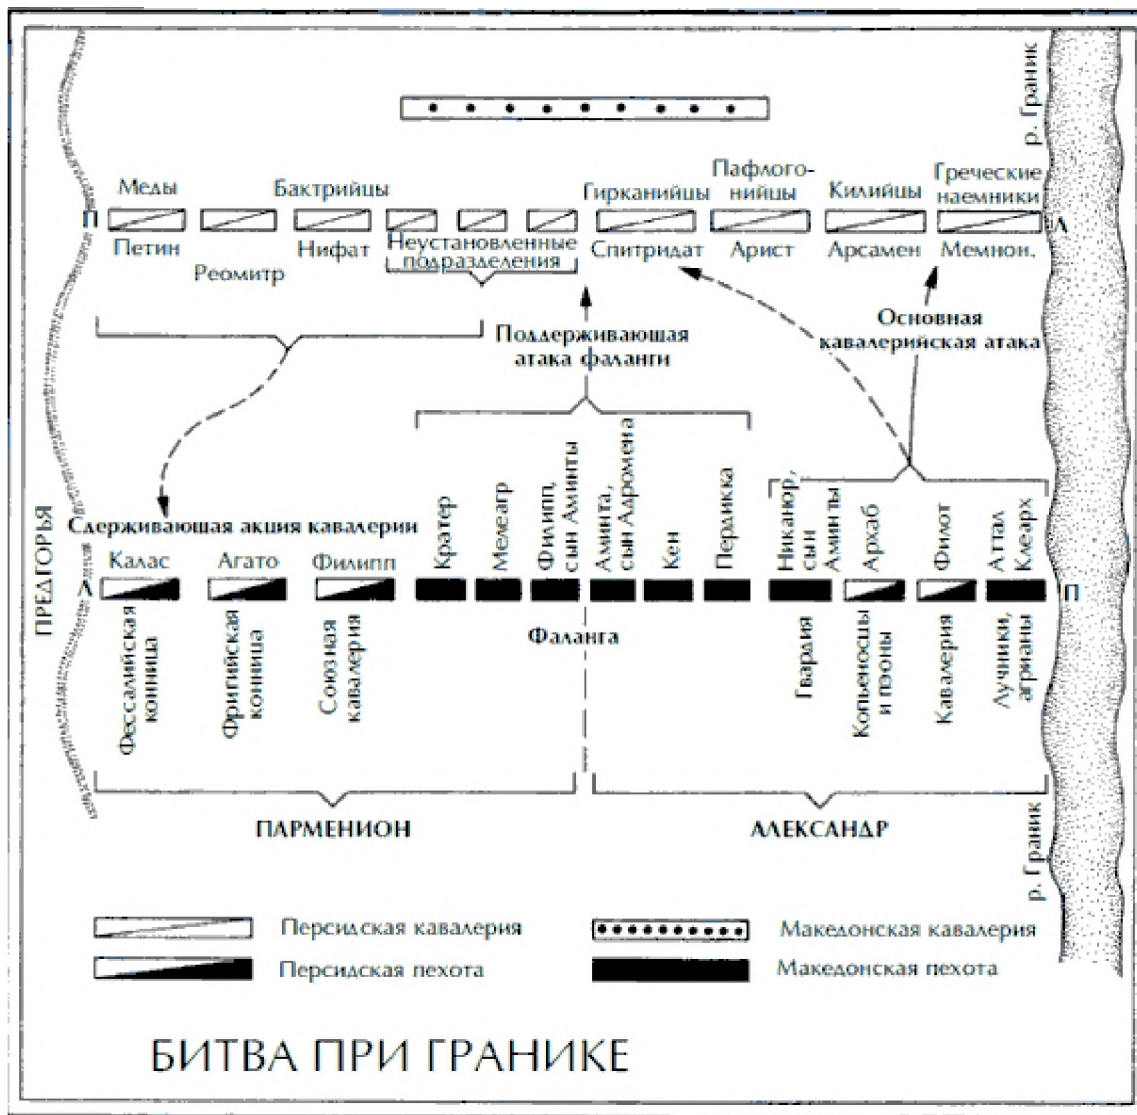 р. Граник
Меды
Бактрийцы
Гирканийцы
Пафлого-
нийцы
Килийцы
Греческие
наемники
П
Л
Петин
Реомитр
Нифат
Неустановленные
подразделения
Спитридат
Арист
Арсамен
Мемнон.
Поддерживающая
атака фаланги
Основная
кавалерийская атака
ПРЕДГОРЬЯ
Сдерживающая акция кавалерии
Калас
Агато
Филипп
Кратер
Мелеагр
Филипп,
сын Аминты
Аминта,
сын Адромена
Кен
Пердикка
Никанор,
сын
Аминты
Архаб
Филот
Аттал
Клеарх
Л
П
Фессалийская
конница
Фригийская
конница
Союзная
кавалерия
Фаланга
Гвардия
Копьеносцы
и пэоны
Кавалерия
Лучники,
агрианы
ПАРМЕНИОН
АЛЕКСАНДР
р. Граник
Персидская кавалерия
Македонская кавалерия
Персидская пехота
Македонская пехота
БИТВА ПРИ ГРАНИКЕ